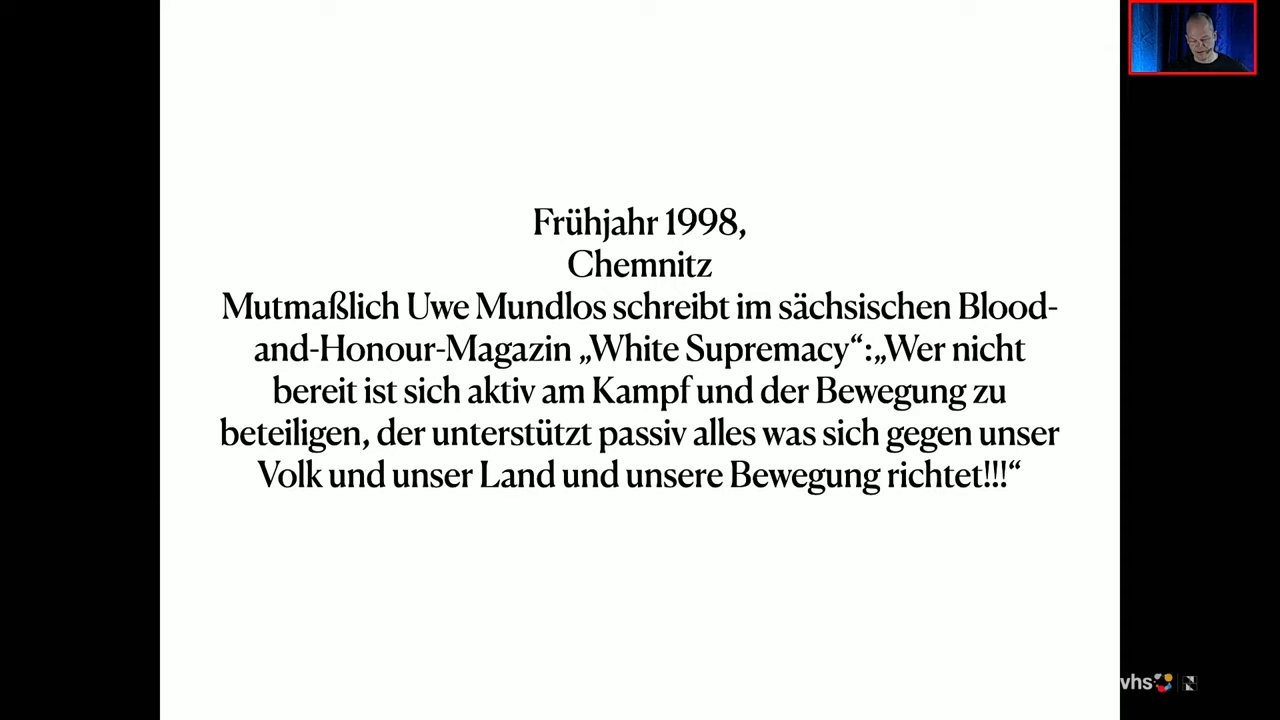 Frühjahr 1998,
Chemnitz
Mutmaßlich Uwe Mundlos schreibt im sächsischen Blood-
and-Honour-Magazin „White Supremacy“:„Wer nicht
bereit ist sich aktiv am Kampf und der Bewegung zu
beteiligen, der unterstützt passiv alles was sich gegen unser
Volk und unser Land und unsere Bewegung richtet!!!“
vhs